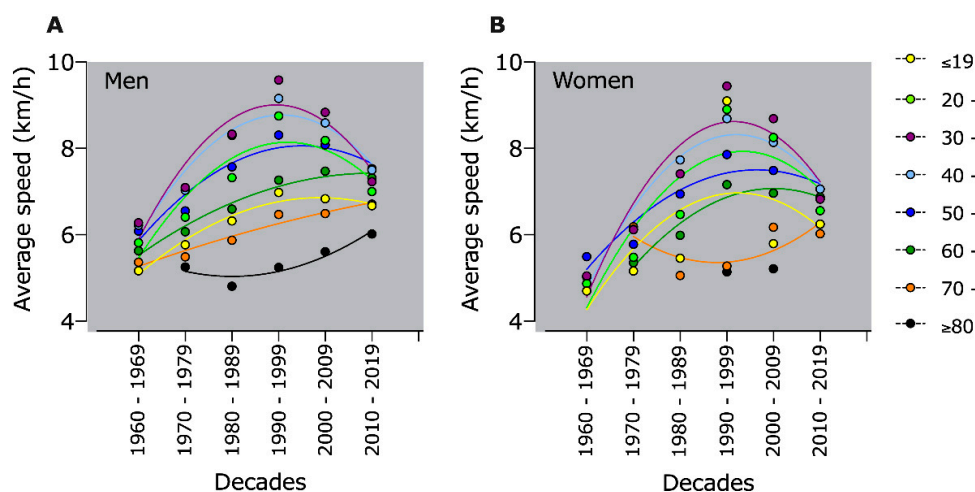 A
Men
Average speed (km/h)
10
8
6
4
1960 - 1969
1970 - 1979
1980 - 1989
1990 - 1999
2000 - 2009
2010 - 2019
Decades
B
Women
Average speed (km/h)
10
8
6
4
1960 - 1969
1970 - 1979
1980 - 1989
1990 - 1999
2000 - 2009
2010 - 2019
Decades
≤19
20 -
30 -
40 -
50 -
60 -
70 -
≥80